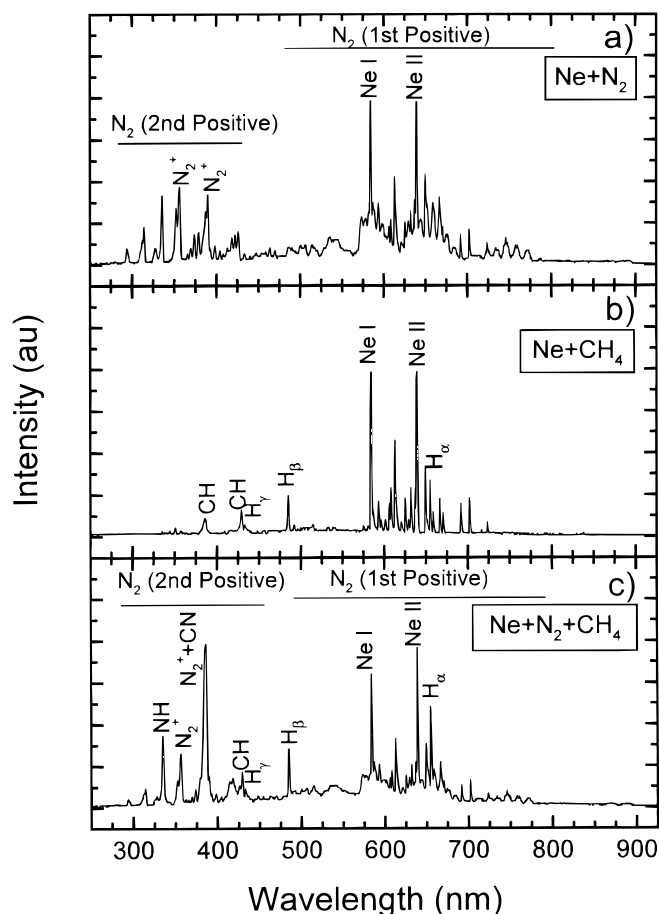 N₂ (1st Positive)
a)
Ne+N₂
Ne I
Ne II
N₂ (2nd Positive)
N₂⁺
N₂⁺
b)
Ne+CH₄
Ne I
Ne II
Hα
CH
CH
Hγ
Hβ
N₂ (2nd Positive)
N₂ (1st Positive)
c)
Ne+N₂+CH₄
N₂⁺+CN
Ne I
Ne II
NH
N₂⁺
CH
Hγ
Hβ
Hα
Intensity (au)
300 400 500 600 700 800 900
Wavelength (nm)